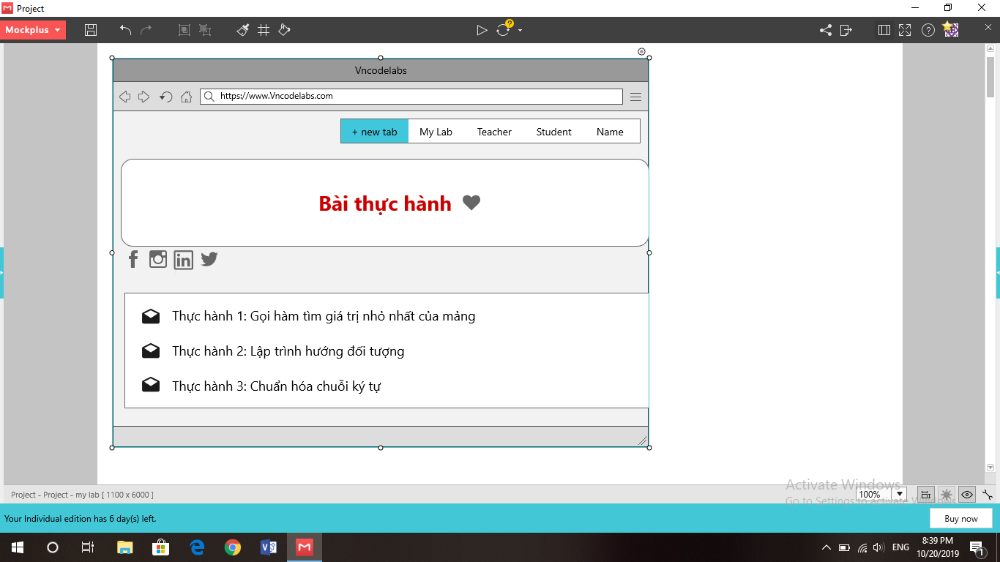 Project
Mockplus
Vncodelabs
https://www.Vncodelabs.com
+ new tab My Lab Teacher Student Name
Bài thực hành
Thực hành 1: Gọi hàm tìm giá trị nhỏ nhất của mảng
Thực hành 2: Lập trình hướng đối tượng
Thực hành 3: Chuẩn hóa chuỗi ký tự
Activate Windows
Go to Settings to activate Windows.
Project - Project - my lab [ 1100 x 6000 ]
100%
Your Individual edition has 6 day(s) left.
Buy now
ENG
8:39 PM
10/20/2019
1